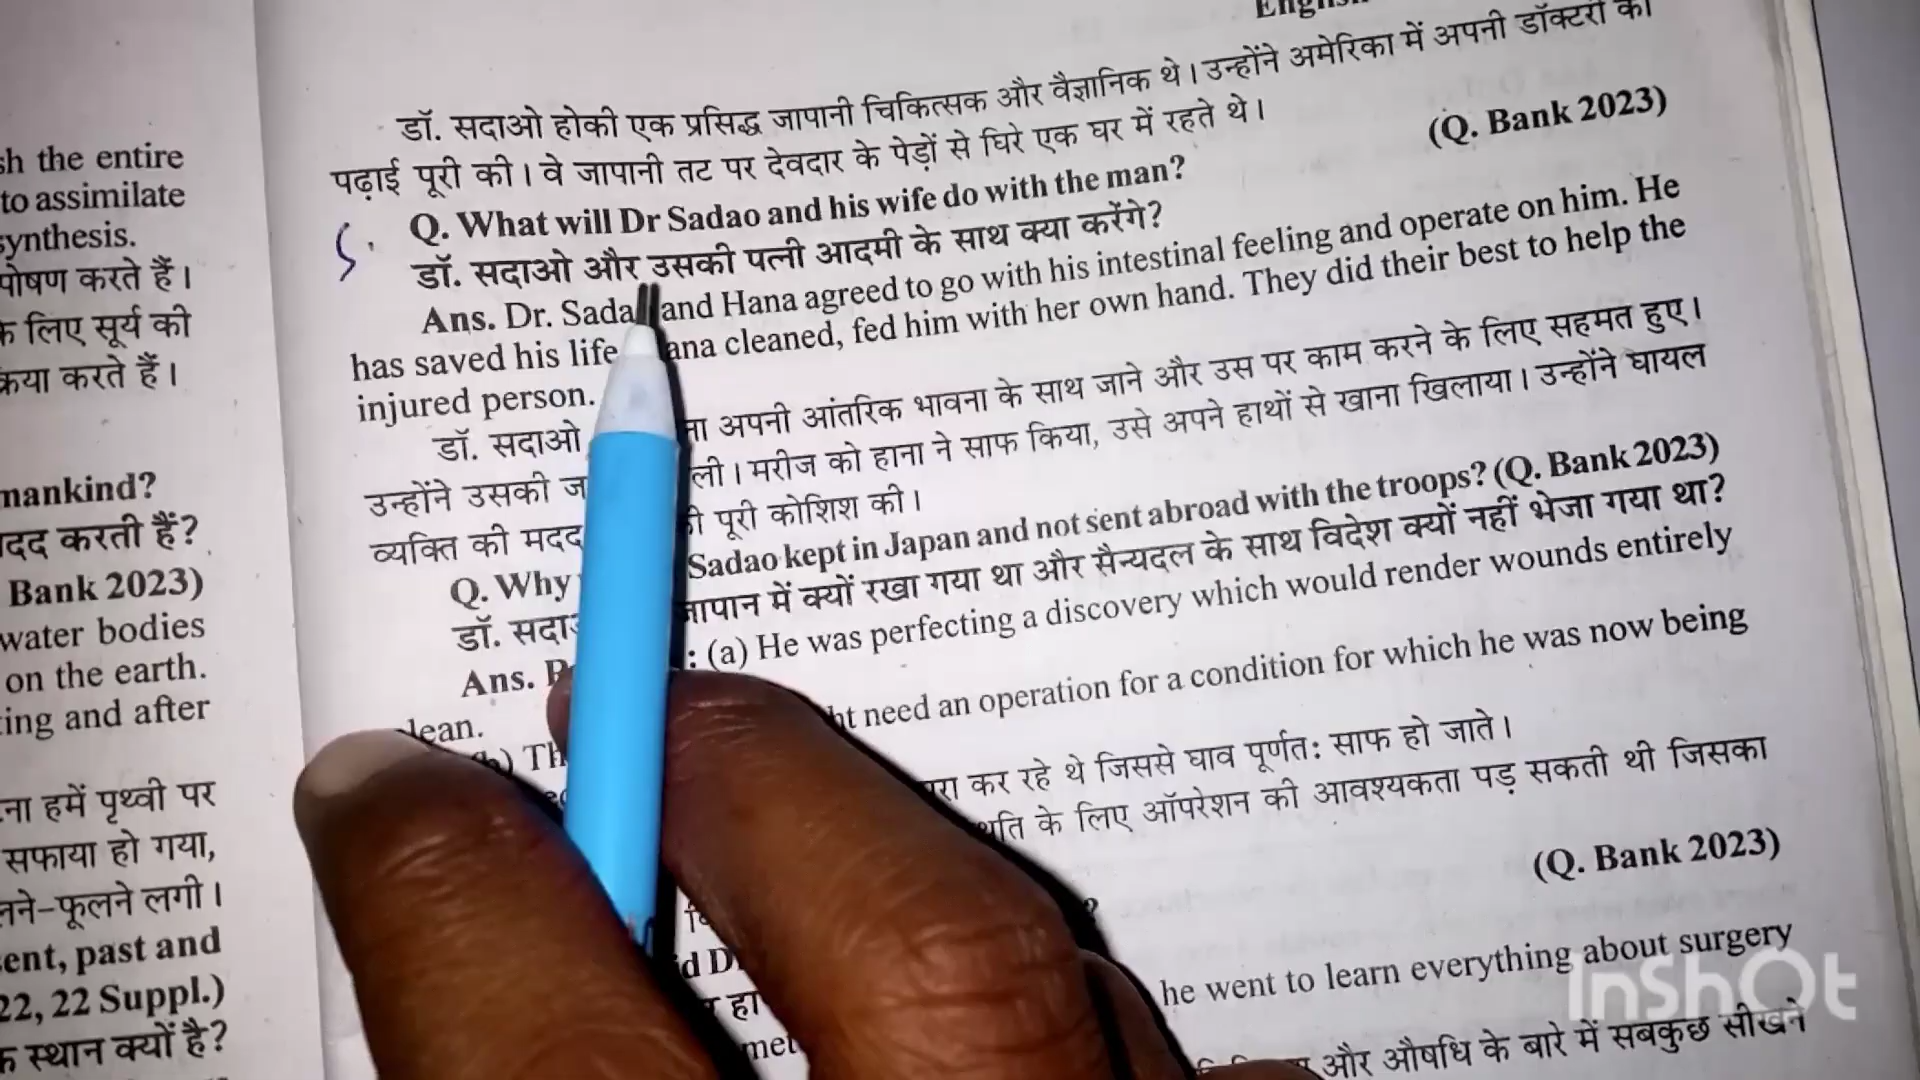 sh the entire
to assimilate
synthesis.
पोषण करते हैं।
के लिए सूर्य की
क्रिया करते हैं।
mankind?
मदद करती हैं?
Bank 2023)
water bodies
on the earth.
ing and after
ना हमें पृथ्वी पर
सफाया हो गया,
लने-फूलने लगी।
ent, past and
22, 22 Suppl.)
क स्थान क्यों है?
डॉ. सदाओ होकी एक प्रसिद्ध जापानी चिकित्सक और वैज्ञानिक थे। उन्होंने अमेरिका में अपनी डॉक्टरी की
पढ़ाई पूरी की। वे जापानी तट पर देवदार के पेड़ों से घिरे एक घर में रहते थे।
Q. What will Dr Sadao and his wife do with the man? (Q. Bank 2023)
डॉ. सदाओ और उसकी पत्नी आदमी के साथ क्या करेंगे?
Ans. Dr. Sada and Hana agreed to go with his intestinal feeling and operate on him. He
has saved his life ana cleaned, fed him with her own hand. They did their best to help the
injured person.
डॉ. सदाओ ना अपनी आंतरिक भावना के साथ जाने और उस पर काम करने के लिए सहमत हुए।
उन्होंने उसकी ज ली। मरीज को हाना ने साफ किया, उसे अपने हाथों से खाना खिलाया। उन्होंने घायल
व्यक्ति की मदद की पूरी कोशिश की।
Q. Why Sadao kept in Japan and not sent abroad with the troops? (Q. Bank 2023)
डॉ. सदा जापान में क्यों रखा गया था और सैन्यदल के साथ विदेश क्यों नहीं भेजा गया था?
Ans. : (a) He was perfecting a discovery which would render wounds entirely
clean.
(b) Th ht need an operation for a condition for which he was now being
रा कर रहे थे जिससे घाव पूर्णत: साफ हो जाते।
थति के लिए ऑपरेशन की आवश्यकता पड़ सकती थी जिसका
(Q. Bank 2023)
d D
हा he went to learn everything about surgery
met
और औषधि के बारे में सबकुछ सीखने
InShOt